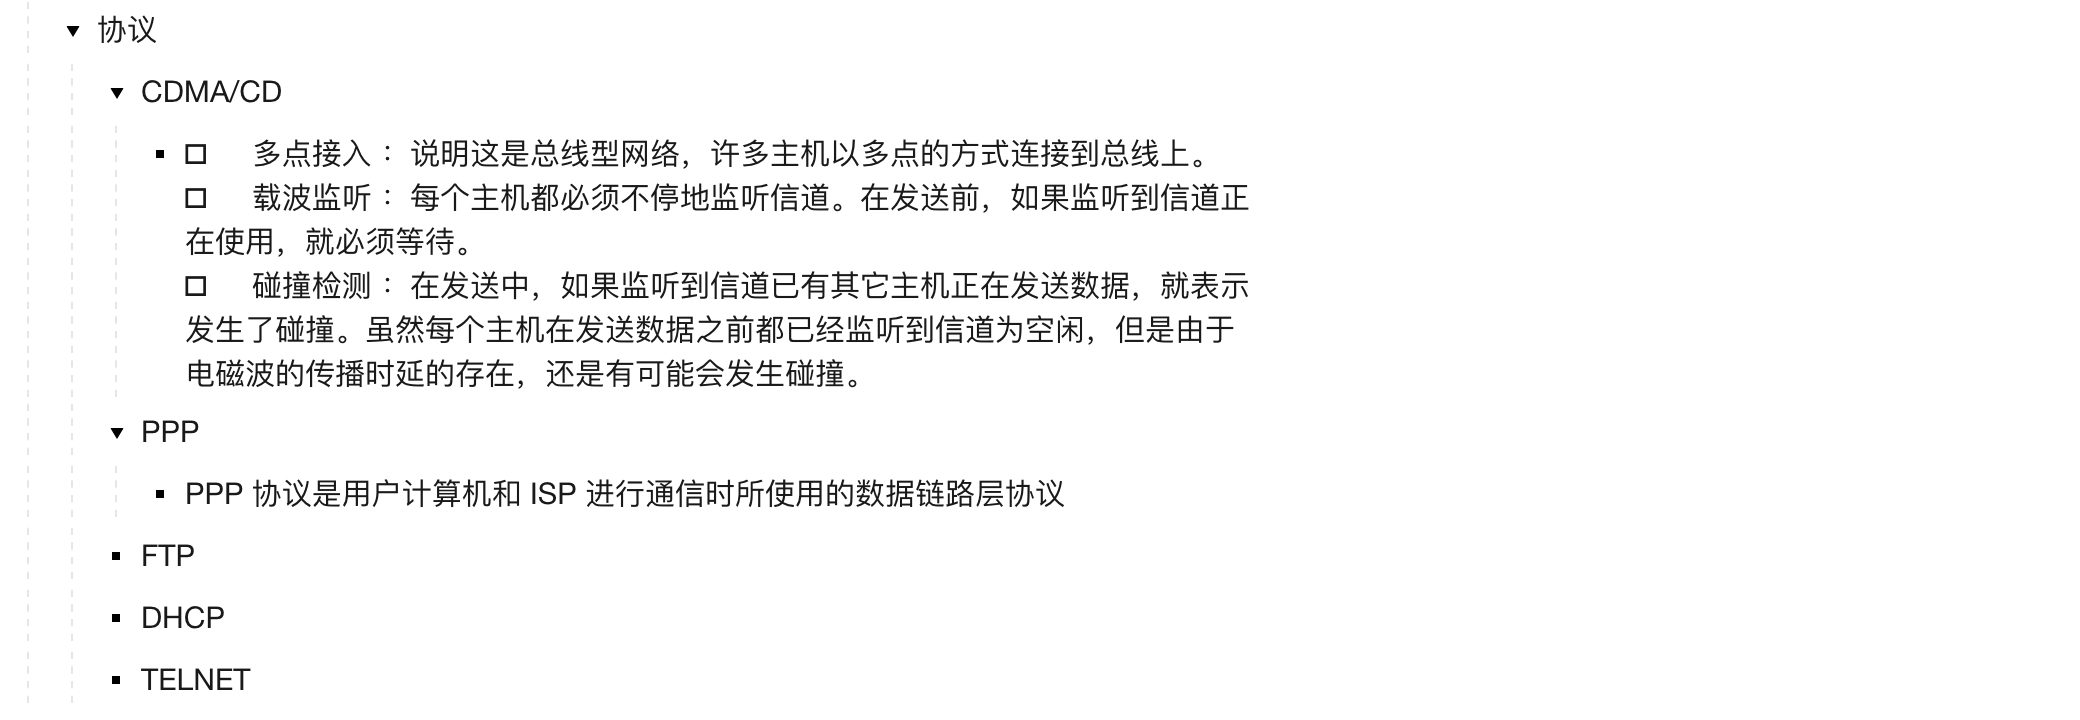 协议
CDMA/CD
□ 多点接入 ：说明这是总线型网络，许多主机以多点的方式连接到总线上。
□ 载波监听 ：每个主机都必须不停地监听信道。在发送前，如果监听到信道正
在使用，就必须等待。
□ 碰撞检测 ：在发送中，如果监听到信道已有其它主机正在发送数据，就表示
发生了碰撞。虽然每个主机在发送数据之前都已经监听到信道为空闲，但是由于
电磁波的传播时延的存在，还是有可能会发生碰撞。
PPP
PPP 协议是用户计算机和 ISP 进行通信时所使用的数据链路层协议
FTP
DHCP
TELNET